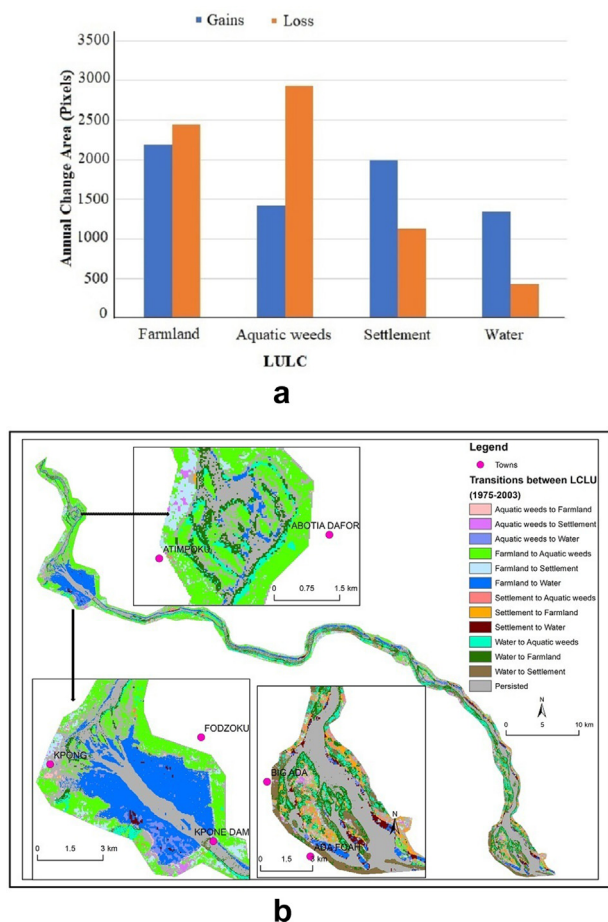 Gains Loss
3500
3000
2500
2000
1500
1000
500
0
Annual Change Area (Pixels)
Farmland Aquatic weeds Settlement Water
LULC
a
Legend
Towns
Transitions between LCLU
(1975-2003)
Aquatic weeds to Farmland
Aquatic weeds to Settlement
Aquatic weeds to Water
Farmland to Aquatic weeds
Farmland to Settlement
Farmland to Water
Settlement to Aquatic weeds
Settlement to Farmland
Settlement to Water
Water to Aquatic weeds
Water to Farmland
Water to Settlement
Persisted
N
0 5 10 km
ABOTIA DAFOR
ATIMPOKU
0 0.75 1.5 km
FODZOKU
KPONG
KPONE DAM
0 1.5 3 km
BIG ADA
N
ADA FOAH
0 1.5 3 km
b